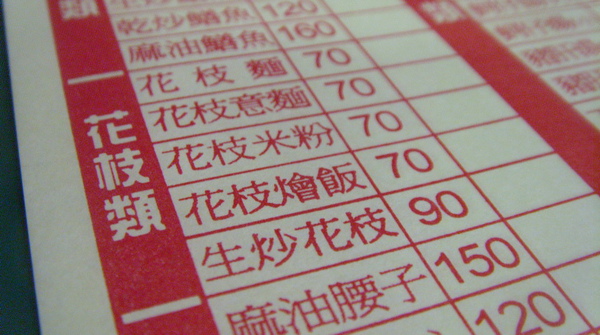 類
乾炒鱔魚 120
麻油鱔魚 160
花枝類
花枝麵 70
花枝意麵 70
花枝米粉 70
花枝燴飯 70
生炒花枝 90
麻油腰子 150
120
類